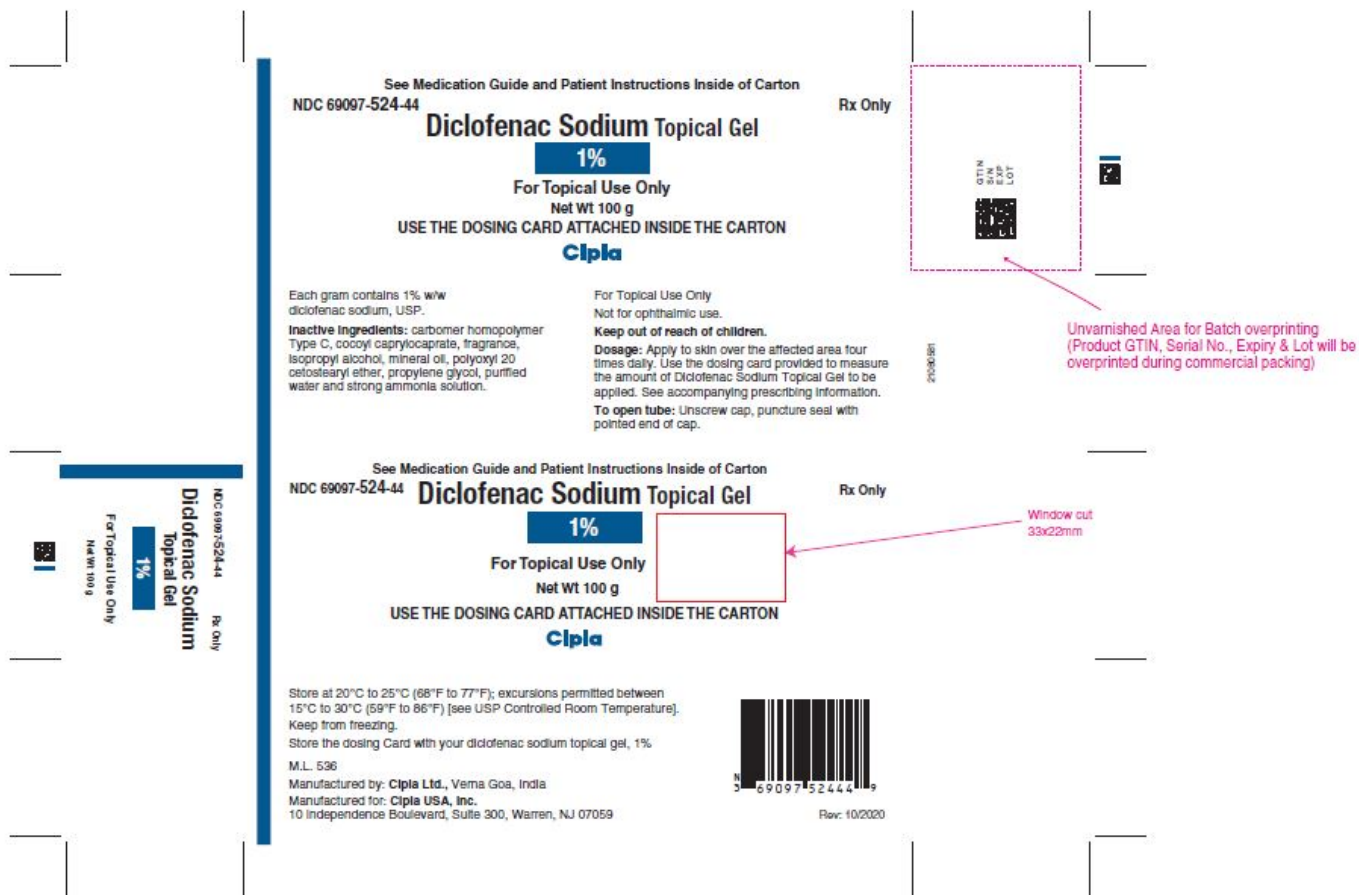 See Medication Guide and Patient Instructions Inside of Carton
NDC 69097-524-44
Rx Only
Diclofenac Sodium Topical Gel
1%
For Topical Use Only
Net Wt 100 g
USE THE DOSING CARD ATTACHED INSIDE THE CARTON
Cipla
Each gram contains 1% w/w
diclofenac sodium, USP.
Inactive Ingredients: carbomer homopolymer
Type C, cocoyl caprylocaprate, fragrance,
isopropyl alcohol, mineral oil, polyoxyl 20
cetostearyl ether, propylene glycol, purified
water and strong ammonia solution.
For Topical Use Only
Not for ophthalmic use.
Keep out of reach of children.
Dosage: Apply to skin over the affected area four
times daily. Use the dosing card provided to measure
the amount of Diclofenac Sodium Topical Gel to be
applied. See accompanying prescribing information.
To open tube: Unscrew cap, puncture seal with
pointed end of cap.
21090581
GTIN
S/N
EXP
LOT
Unvarnished Area for Batch overprinting
(Product GTIN, Serial No., Expiry & Lot will be
overprinted during commercial packing)
See Medication Guide and Patient Instructions Inside of Carton
NDC 69097-524-44 Diclofenac Sodium Topical Gel Rx Only
1%
For Topical Use Only
Net Wt 100 g
USE THE DOSING CARD ATTACHED INSIDE THE CARTON
Cipla
Window cut
33x22mm
NDC 69097-524-44 Rx Only
Diclofenac Sodium
Topical Gel
1%
For Topical Use Only
Net Wt 100 g
Store at 20°C to 25°C (68°F to 77°F); excursions permitted between
15°C to 30°C (59°F to 86°F) [see USP Controlled Room Temperature].
Keep from freezing.
Store the dosing Card with your diclofenac sodium topical gel, 1%
M.L. 536
Manufactured by: Cipla Ltd., Verna Goa, India
Manufactured for: Cipla USA, Inc.
10 Independence Boulevard, Suite 300, Warren, NJ 07059
N
3 69097 52444 9
Rev: 10/2020